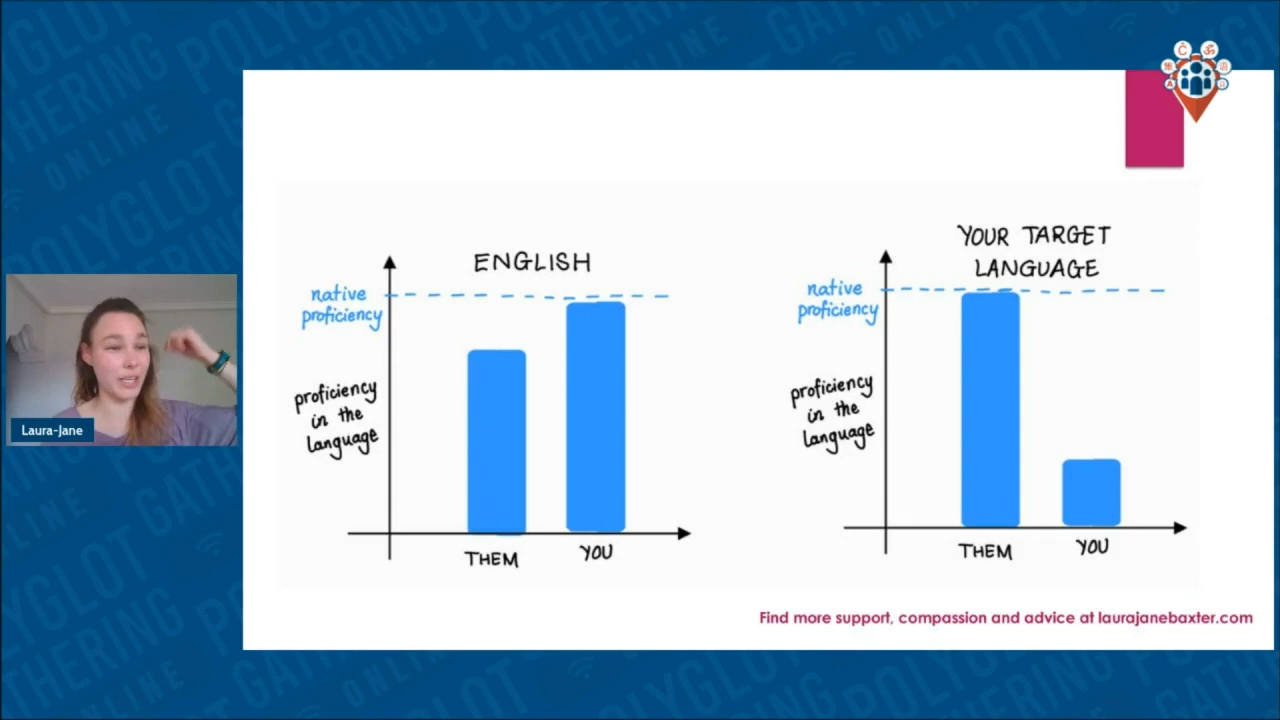 POLYGLOT
GATHERING
ONLINE
ENGLISH
native
proficiency
proficiency
in the
language
THEM
YOU
YOUR TARGET
LANGUAGE
native
proficiency
proficiency
in the
language
THEM
YOU
Laura-Jane
Find more support, compassion and advice at laurajanebaxter.com